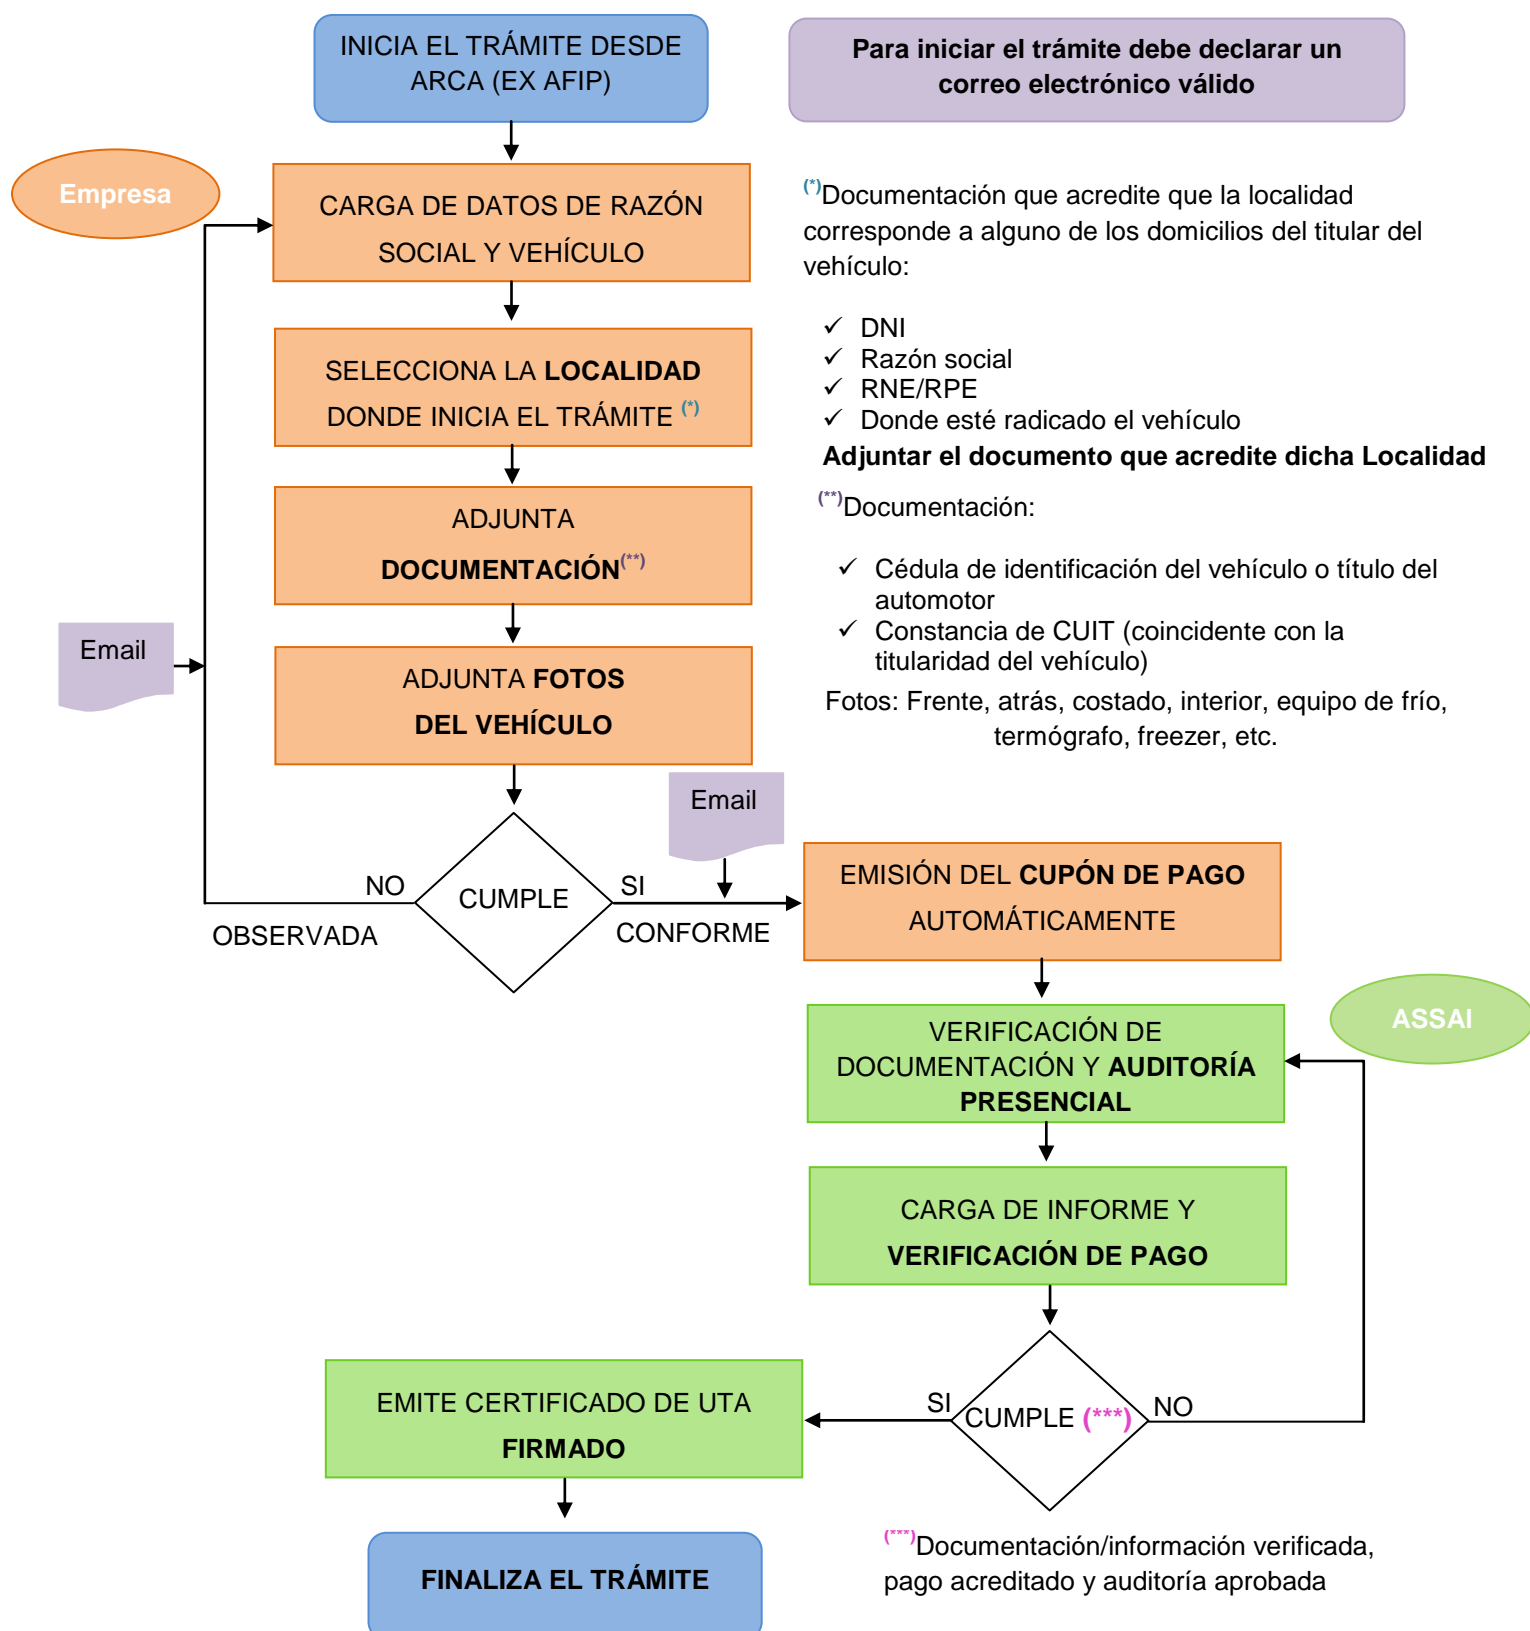 INICIA EL TRÁMITE DESDE
ARCA (EX AFIP)
Para iniciar el trámite debe declarar un
correo electrónico válido
Empresa
CARGA DE DATOS DE RAZÓN
SOCIAL Y VEHÍCULO
(*)Documentación que acredite que la localidad
corresponde a alguno de los domicilios del titular del
vehículo:
✓ DNI
✓ Razón social
✓ RNE/RPE
✓ Donde esté radicado el vehículo
Adjuntar el documento que acredite dicha Localidad
SELECCIONA LA LOCALIDAD
DONDE INICIA EL TRÁMITE (*)
(**)Documentación:
✓ Cédula de identificación del vehículo o título del
automotor
✓ Constancia de CUIT (coincidente con la
titularidad del vehículo)
Fotos: Frente, atrás, costado, interior, equipo de frío,
termógrafo, freezer, etc.
ADJUNTA
DOCUMENTACIÓN(**)
Email
ADJUNTA FOTOS
DEL VEHÍCULO
Email
NO
CUMPLE
SI
OBSERVADA
CONFORME
EMISIÓN DEL CUPÓN DE PAGO
AUTOMÁTICAMENTE
ASSAI
VERIFICACIÓN DE
DOCUMENTACIÓN Y AUDITORÍA
PRESENCIAL
CARGA DE INFORME Y
VERIFICACIÓN DE PAGO
SI
CUMPLE (***)
NO
EMITE CERTIFICADO DE UTA
FIRMADO
(***)Documentación/información verificada,
pago acreditado y auditoría aprobada
FINALIZA EL TRÁMITE